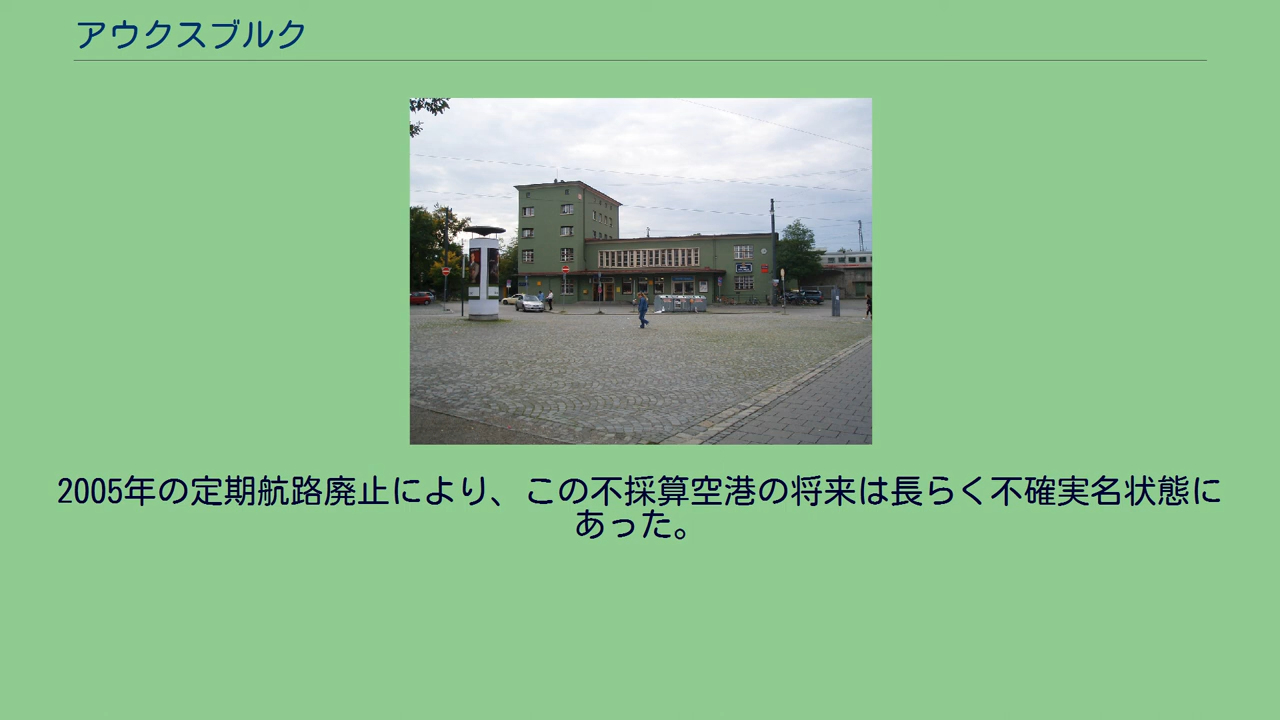 アウクスブルク
2005年の定期航路廃止により、この不採算空港の将来は長らく不確実名状態に
あった。